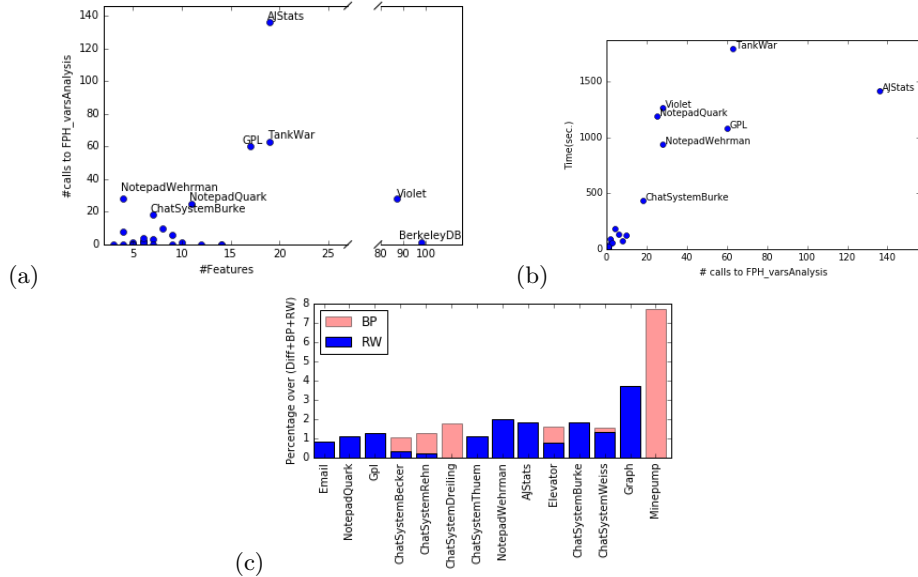 AJStats
TankWar
GPL
NotepadWehrman
NotepadQuark
ChatSystemBurke
Violet
BerkeleyDB
140
120
100
80
60
40
20
0
5 10 15 20 25 80 90 100
#calls to FPH_varsAnalysis
#Features
(a)
TankWar
AJStats
Violet
NotepadQuark
GPL
NotepadWehrman
ChatSystemBurke
1500
1000
500
0
0 20 40 60 80 100 120 140
Time(sec.)
# calls to FPH_varsAnalysis
(b)
8
7
6
5
4
3
2
1
0
Percentage over (Diff+BP+RW)
BP
RW
Email
NotepadQuark
Gpl
ChatSystemBecker
ChatSystemRehn
ChatSystemDreiling
ChatSystemThuem
NotepadWehrman
AJStats
Elevator
ChatSystemBurke
ChatSystemWeiss
Graph
Minepump
(c)